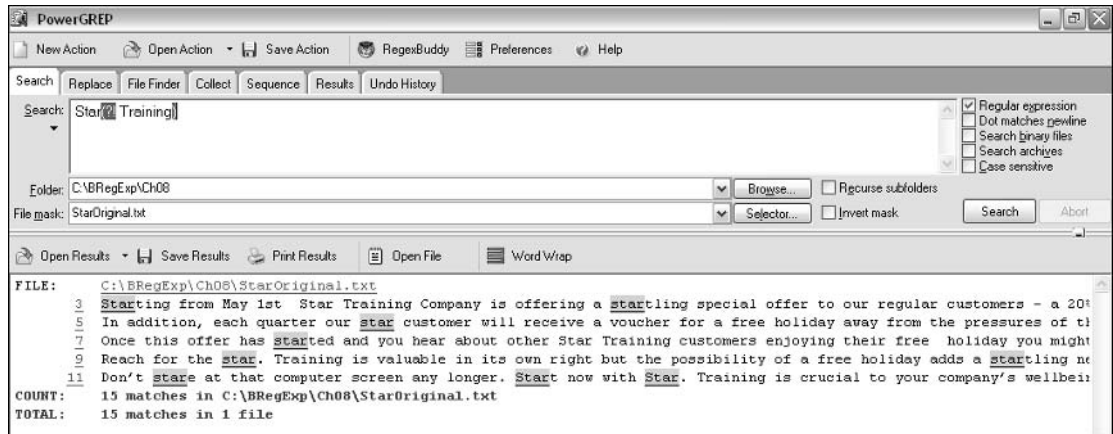 PowerGREP
New Action Open Action Save Action RegexBuddy Preferences Help
Search Replace File Finder Collect Sequence Results Undo History
Search: Star(? Training) Regular expression
Dot matches newline
Search binary files
Search archives
Case sensitive
Folder: C:\BRegExp\Ch08 Browse... Recurse subfolders
File mask: StarOriginal.txt Selector... Invert mask Search Abort
Open Results Save Results Print Results Open File Word Wrap
FILE: C:\BRegExp\Ch08\StarOriginal.txt
3 Starting from May 1st Star Training Company is offering a startling special offer to our regular customers - a 20
5 In addition, each quarter our star customer will receive a voucher for a free holiday away from the pressures of
7 Once this offer has started and you hear about other Star Training customers enjoying their free holiday you might
9 Reach for the star. Training is valuable in its own right but the possibility of a free holiday adds a startling
11 Don't stare at that computer screen any longer. Start now with Star. Training is crucial to your company's
COUNT: 15 matches in C:\BRegExp\Ch08\StarOriginal.txt
TOTAL: 15 matches in 1 file